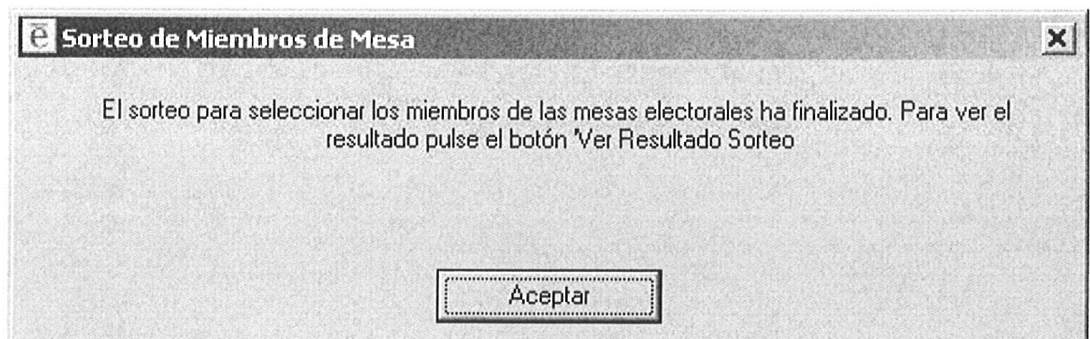 ē Sorteo de Miembros de Mesa
El sorteo para seleccionar los miembros de las mesas electorales ha finalizado. Para ver el
resultado pulse el botón 'Ver Resultado Sorteo
Aceptar